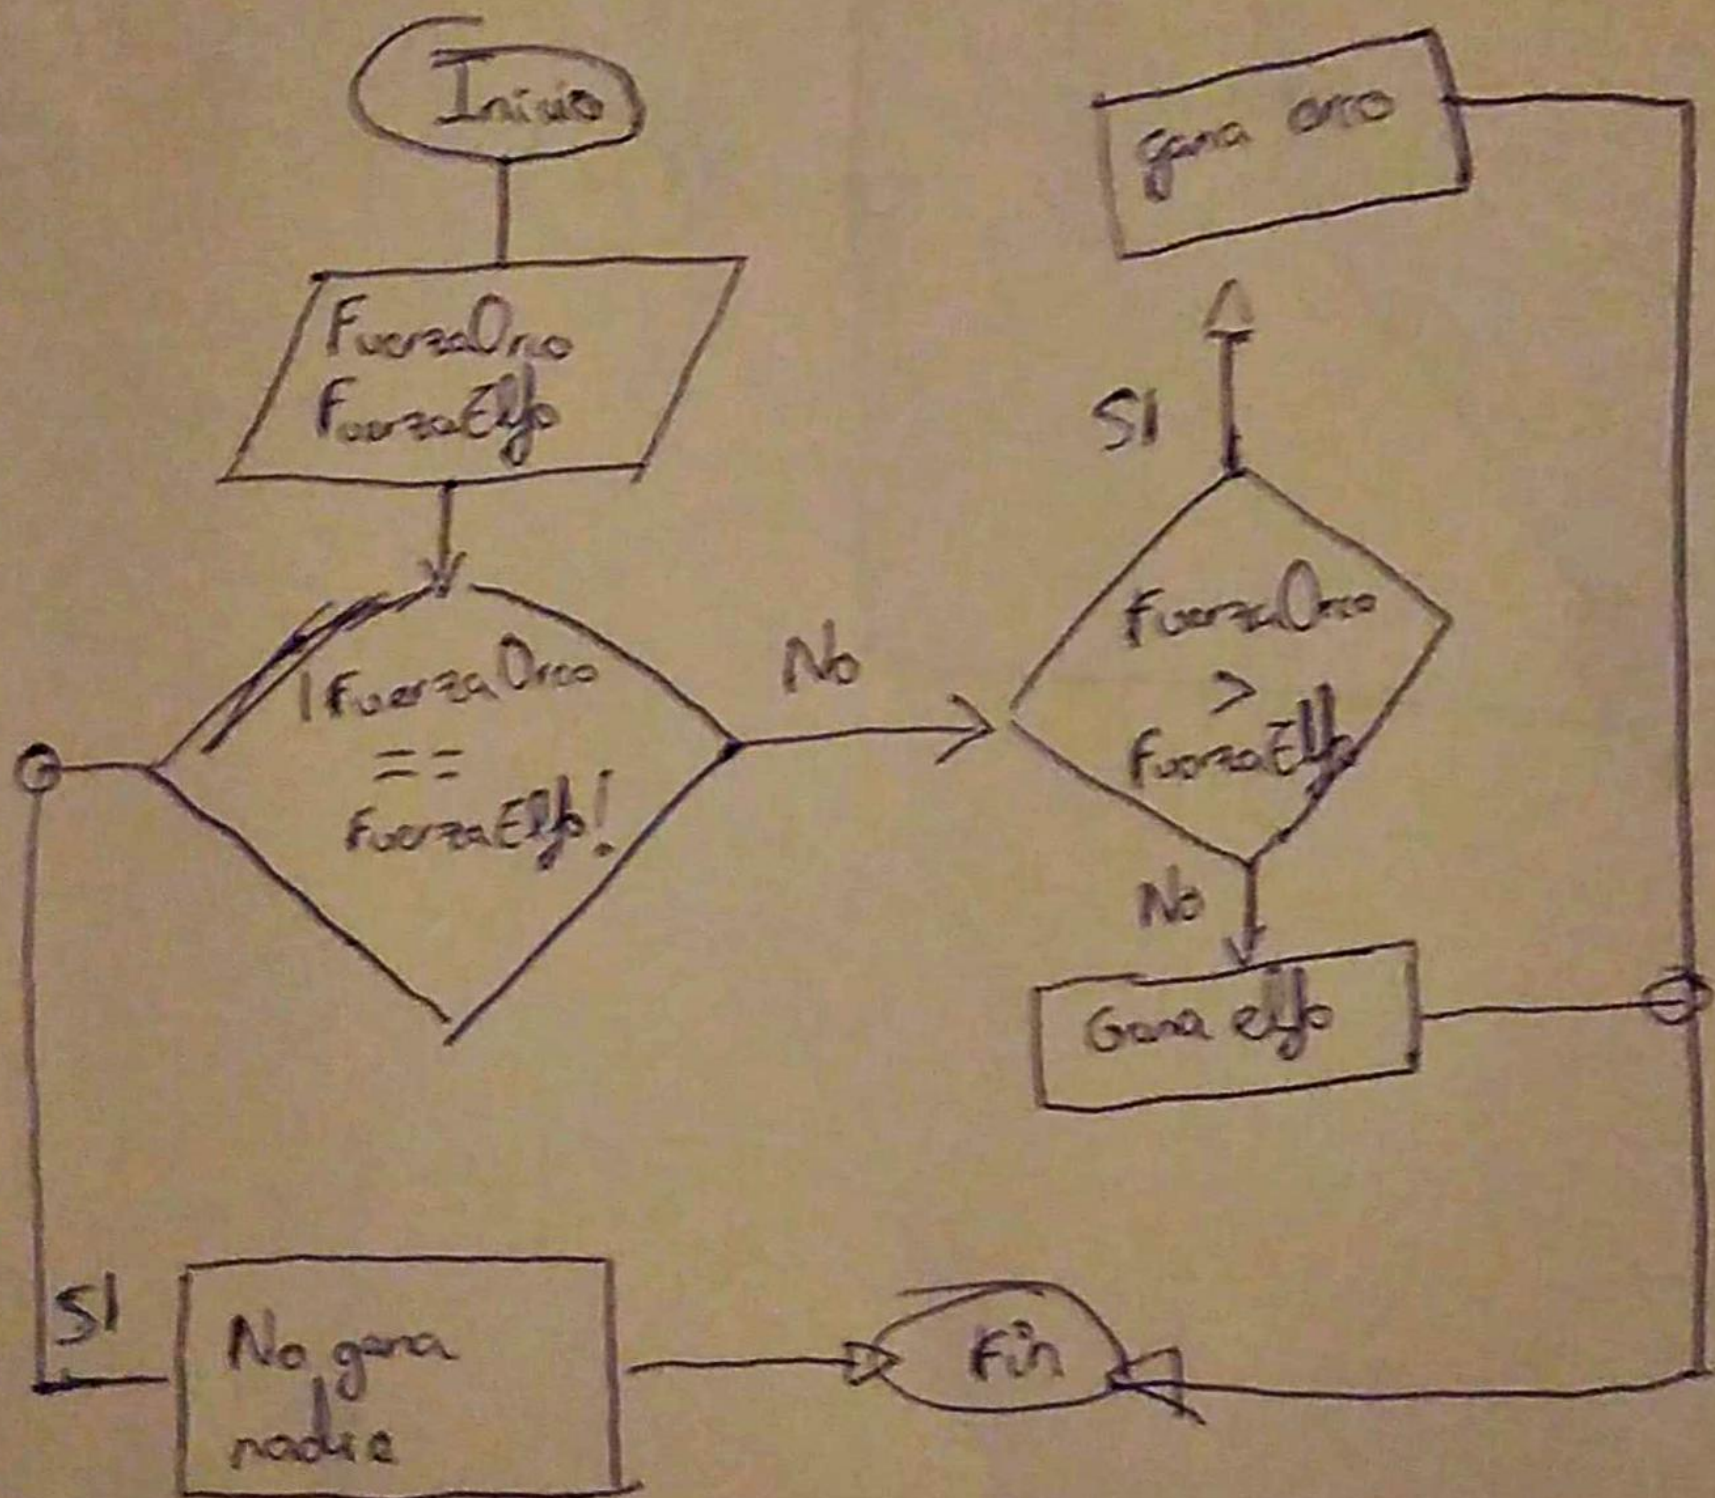 Inicio
FuerzaOrco
FuerzaElfo
¡FuerzaOrco
==
FuerzaElfo!
No
FuerzaOrco
>
FuerzaElfo
SI
gana orco
No
Gana elfo
SI
No gana
nadie
Fin